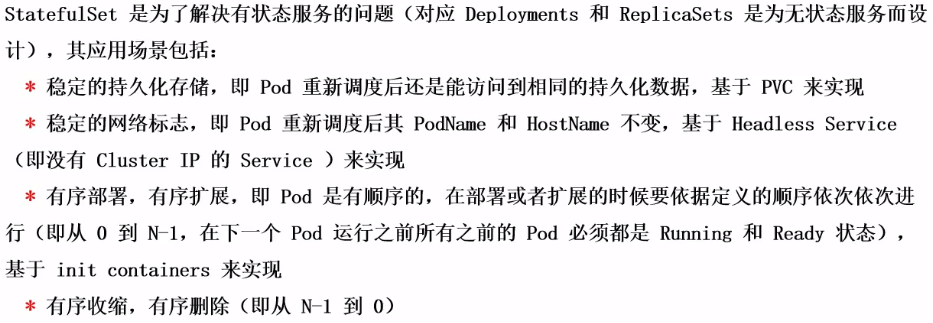 StatefulSet 是为了解决有状态服务的问题（对应 Deployments 和 ReplicaSets 是为无状态服务而设
计），其应用场景包括：
* 稳定的持久化存储，即 Pod 重新调度后还是能访问到相同的持久化数据，基于 PVC 来实现
* 稳定的网络标志，即 Pod 重新调度后其 PodName 和 HostName 不变，基于 Headless Service
（即没有 Cluster IP 的 Service ）来实现
* 有序部署，有序扩展，即 Pod 是有顺序的，在部署或者扩展的时候要依据定义的顺序依次依次进
行（即从 0 到 N-1，在下一个 Pod 运行之前所有之前的 Pod 必须都是 Running 和 Ready 状态），
基于 init containers 来实现
* 有序收缩，有序删除（即从 N-1 到 0）